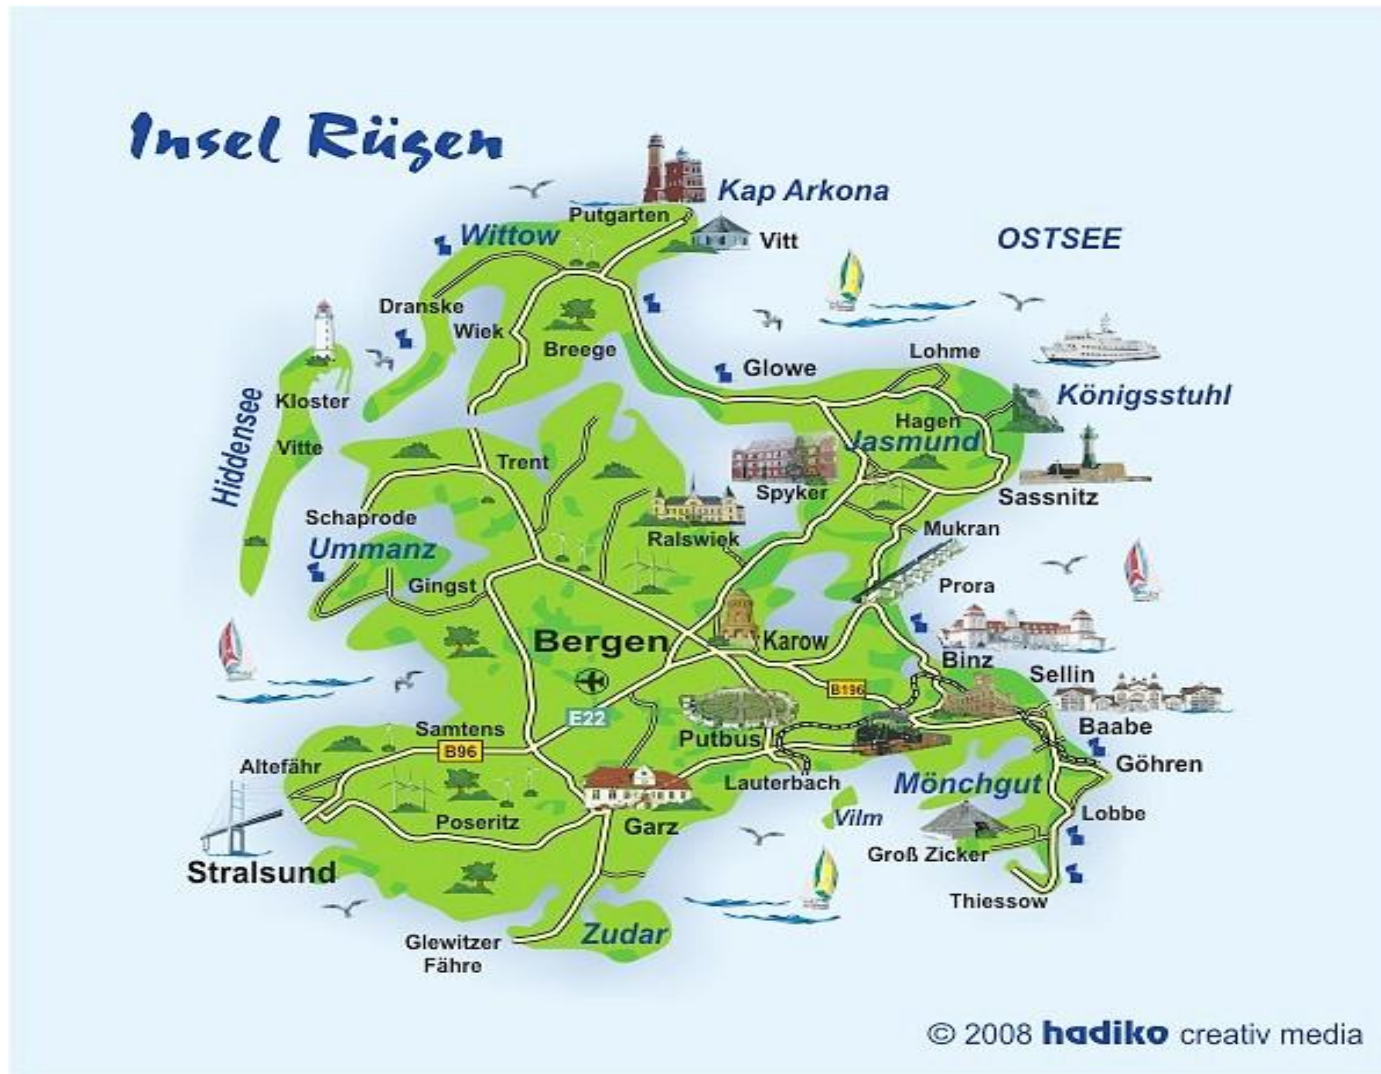 Insel Rügen
Kap Arkona
Putgarten
Wittow
Vitt
OSTSEE
Dranske
Wiek
Breege
Glowe
Lohme
Königsstuhl
Hiddensee
Kloster
Vitte
Hagen
Jasmund
Trent
Spyker
Sassnitz
Schaprode
Ralswiek
Mukran
Ummanz
Gingst
Prora
Bergen
Karow
Binz
Sellin
B196
E22
Samtens
Putbus
Baabe
B96
Altefähr
Göhren
Lauterbach
Mönchgut
Vilm
Lobbe
Poseritz
Garz
Groß Zicker
Stralsund
Thiessow
Zudar
Glewitzer
Fähre
© 2008 hadiko creativ media